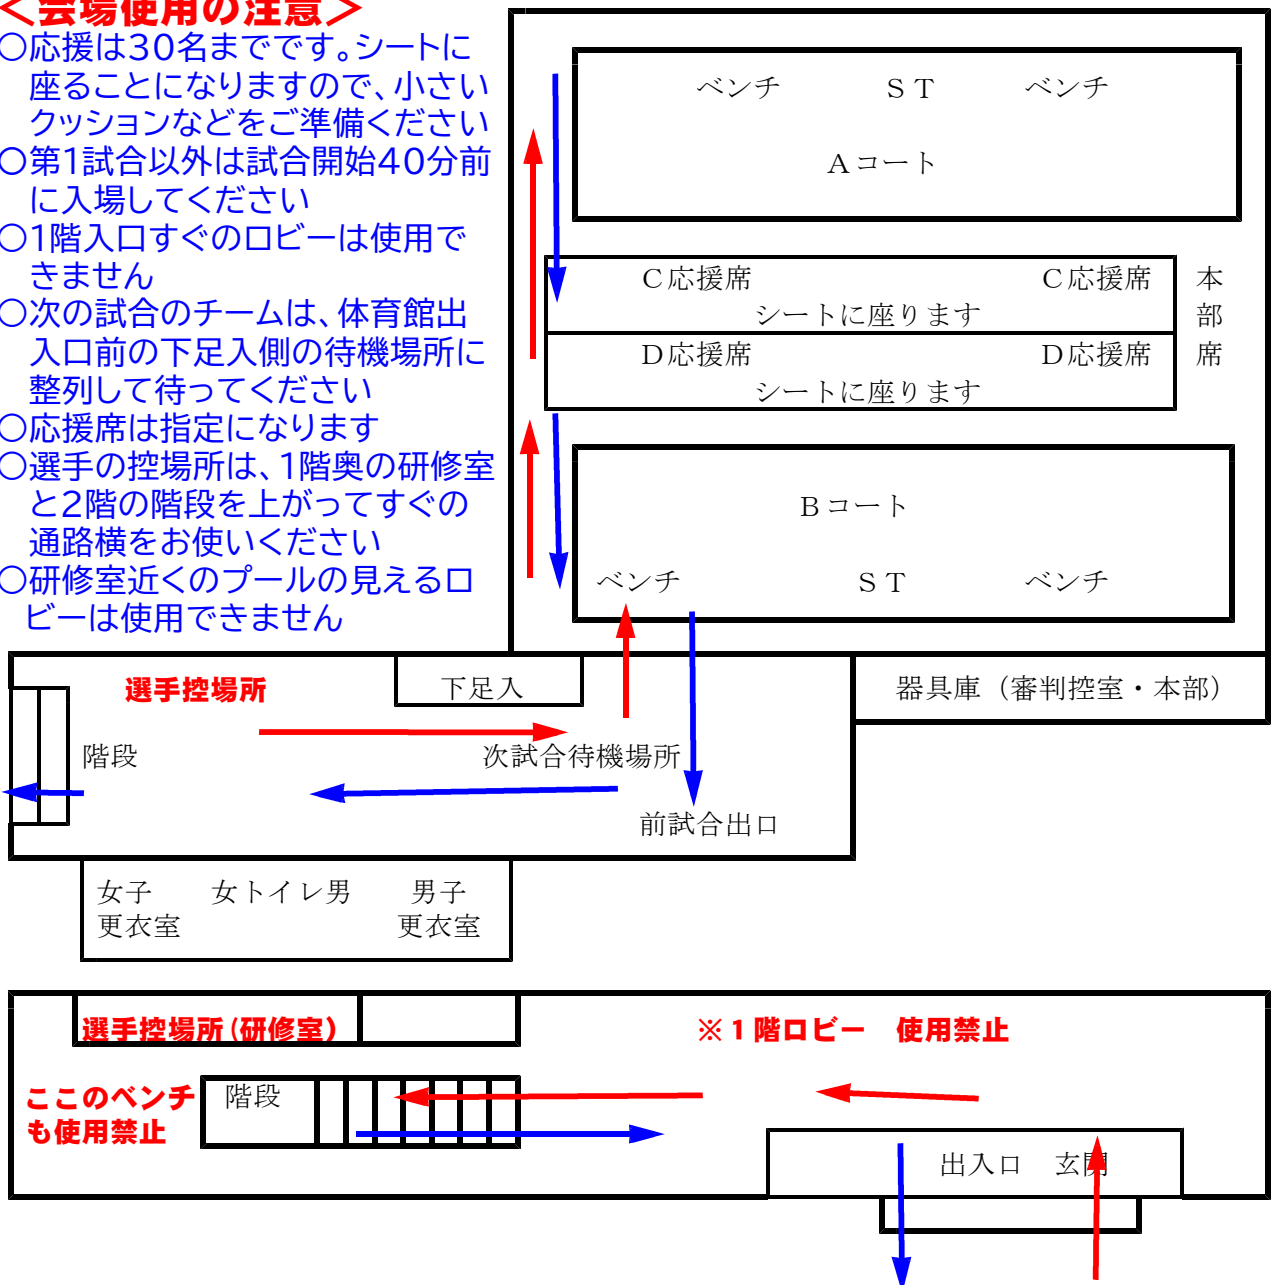 ＜会場使用の注意＞
○応援は30名までです。シートに
座ることになりますので、小さい
クッションなどをご準備ください
○第1試合以外は試合開始40分前
に入場してください
○1階入口すぐのロビーは使用で
きません
○次の試合のチームは、体育館出
入口前の下足入側の待機場所に
整列して待ってください
○応援席は指定になります
○選手の控場所は、1階奥の研修室
と2階の階段を上がってすぐの
通路横をお使いください
○研修室近くのプールの見えるロ
ビーは使用できません
ベンチ　ＳＴ　ベンチ
Ａコート
Ｃ応援席　Ｃ応援席
シートに座ります
Ｄ応援席　Ｄ応援席
シートに座ります
本
部
席
Ｂコート
ベンチ　ＳＴ　ベンチ
選手控場所
下足入
器具庫（審判控室・本部）
階段
次試合待機場所
前試合出口
女子　女トイレ男　男子
更衣室　更衣室
選手控場所（研修室）
※１階ロビー　使用禁止
ここのベンチ
も使用禁止
階段
出入口　玄関